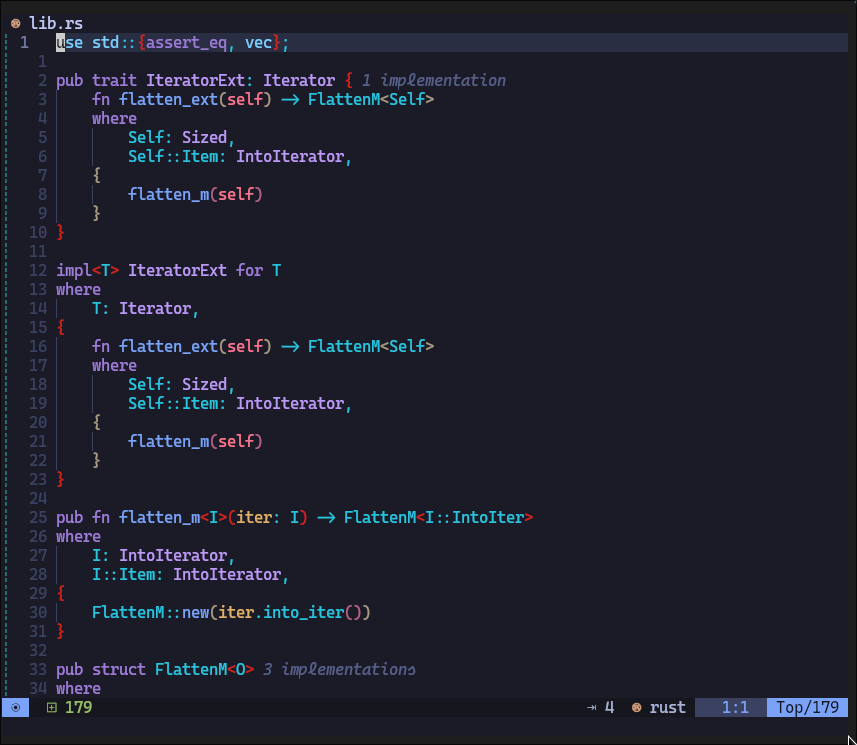 lib.rs
1 use std::{assert_eq, vec};
1
2 pub trait IteratorExt: Iterator { 1 implementation
3     fn flatten_ext(self) -> FlattenM<Self>
4     where
5         Self: Sized,
6         Self::Item: IntoIterator,
7     {
8         flatten_m(self)
9     }
10 }
11
12 impl<T> IteratorExt for T
13 where
14     T: Iterator,
15 {
16     fn flatten_ext(self) -> FlattenM<Self>
17     where
18         Self: Sized,
19         Self::Item: IntoIterator,
20     {
21         flatten_m(self)
22     }
23 }
24
25 pub fn flatten_m<I>(iter: I) -> FlattenM<I::IntoIter>
26 where
27     I: IntoIterator,
28     I::Item: IntoIterator,
29 {
30     FlattenM::new(iter.into_iter())
31 }
32
33 pub struct FlattenM<O> 3 implementations
34 where
179 ⇥ 4 rust 1:1 Top/179